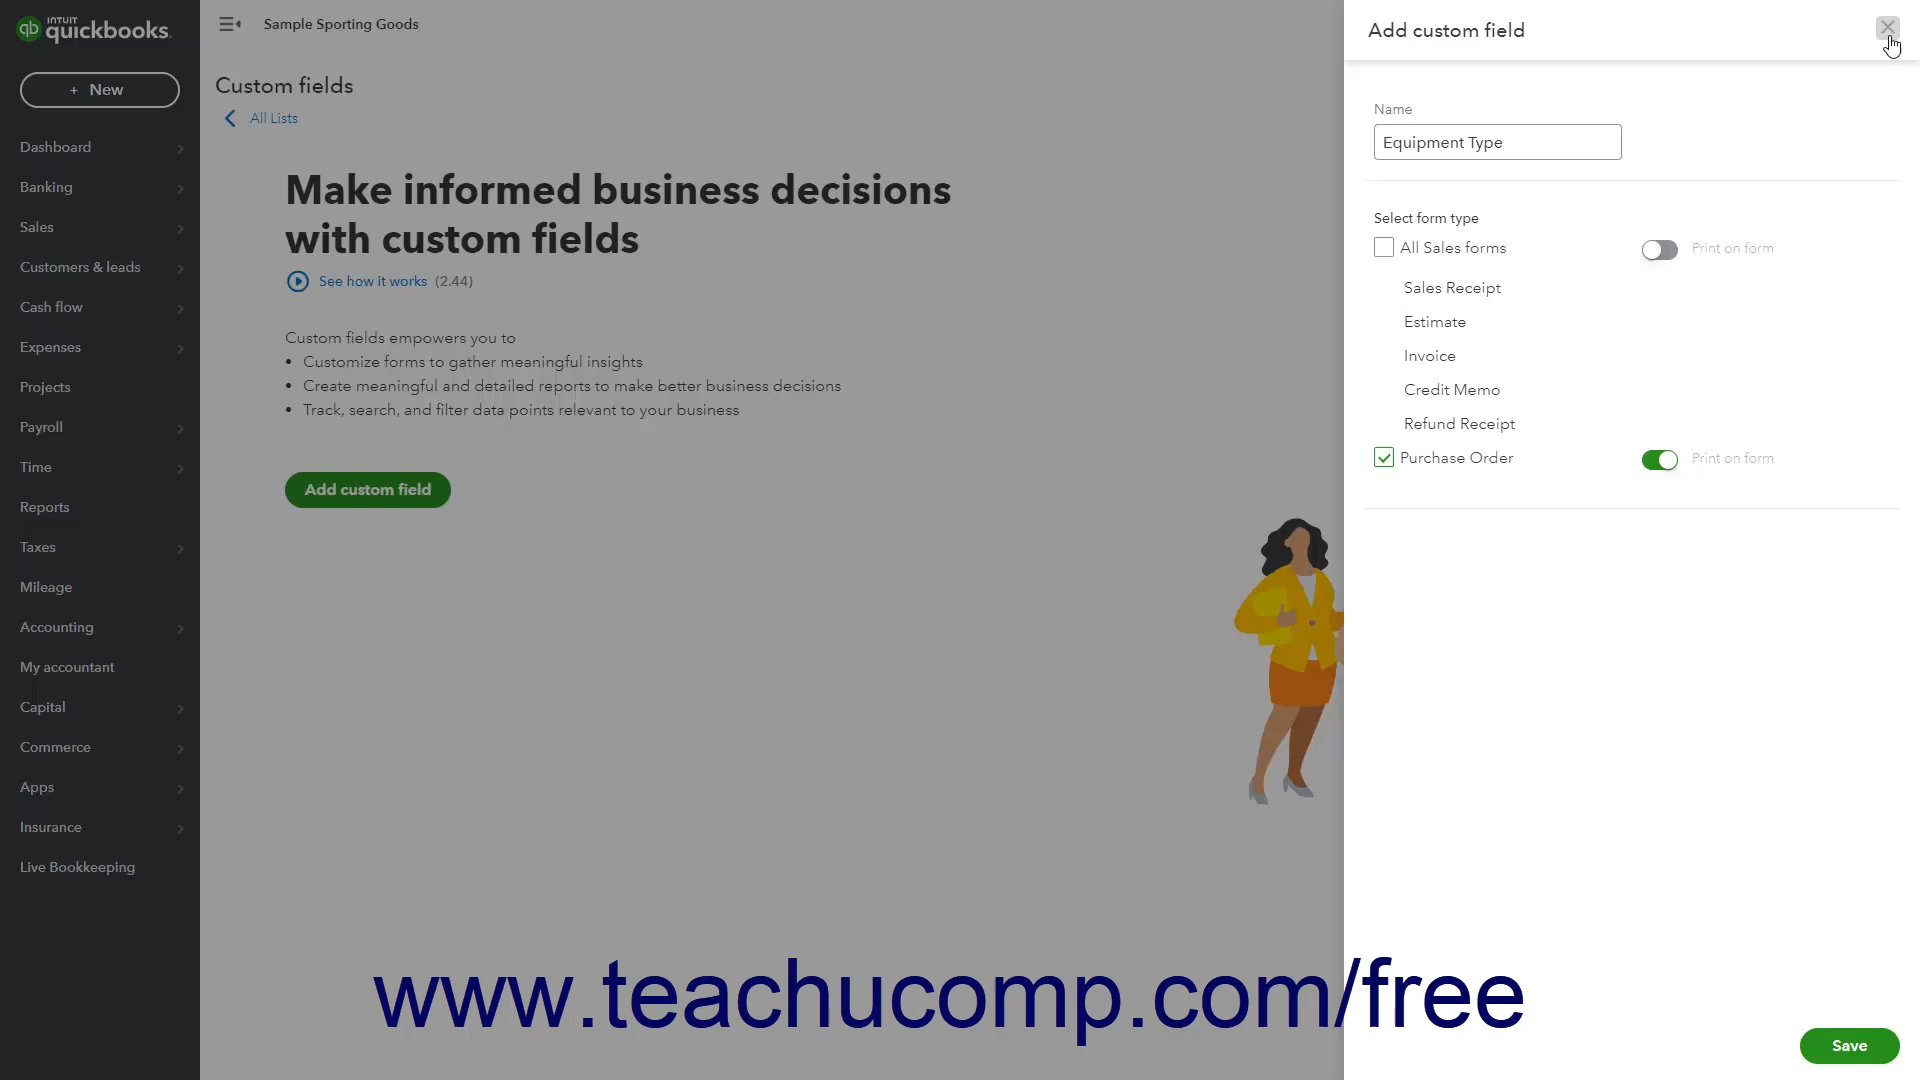 INTUIT
qb quickbooks.
Sample Sporting Goods
Add custom field
+ New
Custom fields
All Lists
Dashboard
Banking
Sales
Customers & leads
Cash flow
Expenses
Projects
Payroll
Time
Reports
Taxes
Mileage
Accounting
My accountant
Capital
Commerce
Apps
Insurance
Live Bookkeeping
Make informed business decisions
with custom fields
See how it works (2.44)
Custom fields empowers you to
• Customize forms to gather meaningful insights
• Create meaningful and detailed reports to make better business decisions
• Track, search, and filter data points relevant to your business
Add custom field
Name
Equipment Type
Select form type
All Sales forms Print on form
Sales Receipt
Estimate
Invoice
Credit Memo
Refund Receipt
Purchase Order Print on form
www.teachucomp.com/free
Save